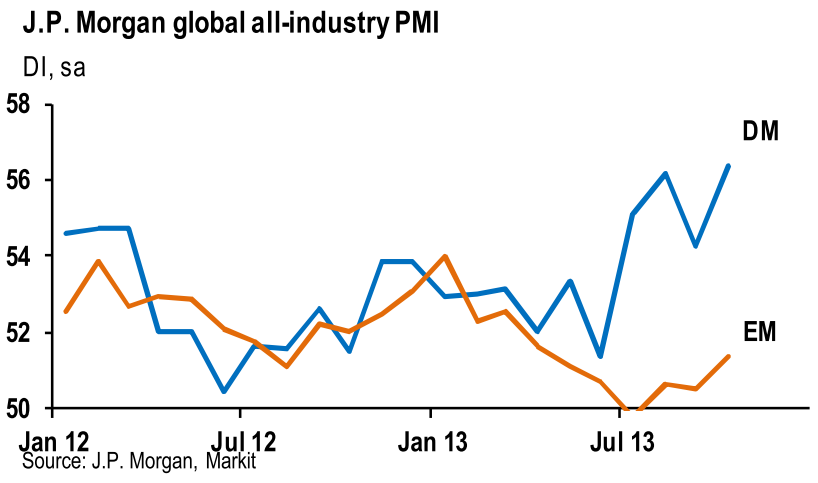 J.P. Morgan global all-industry PMI
DI, sa
58
DM
56
54
52
EM
50
Jan 12 Jul 12 Jan 13 Jul 13
Source: J.P. Morgan, Markit